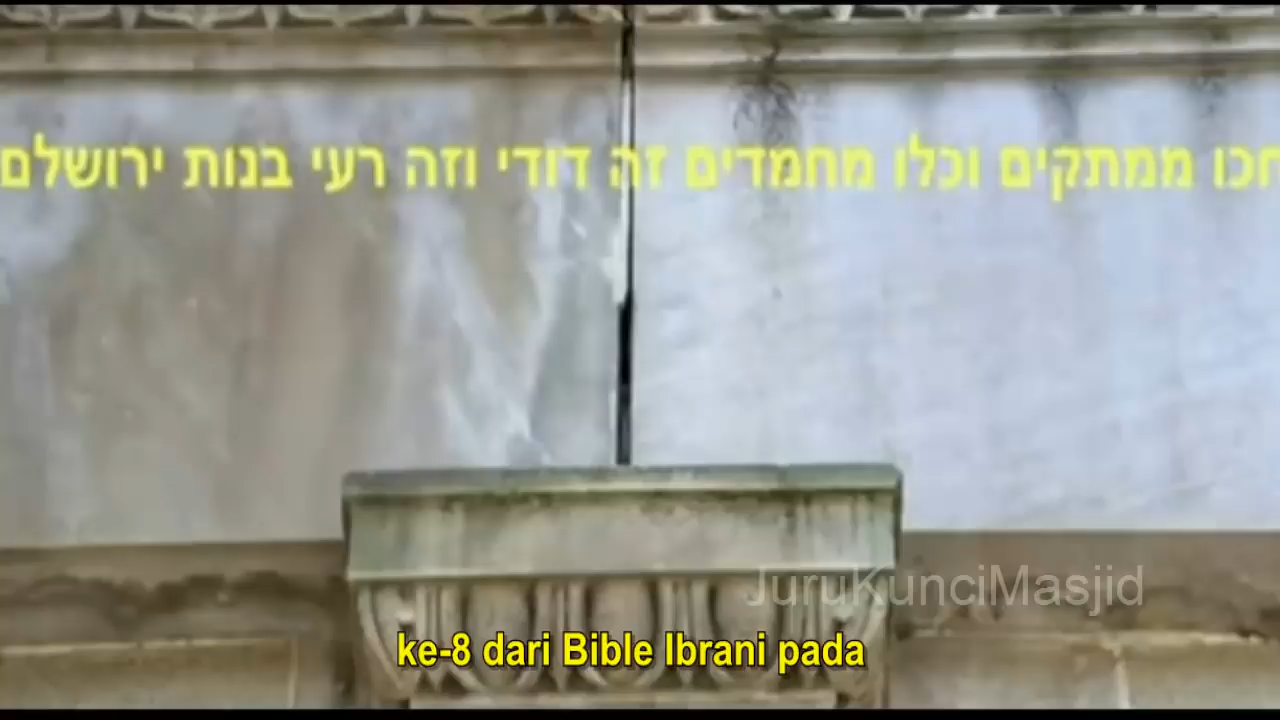 חכו ממתקים וכלו מחמדים זה דודי וזה רעי בנות ירושלם
JuruKunciMasjid
ke-8 dari Bible Ibrani pada